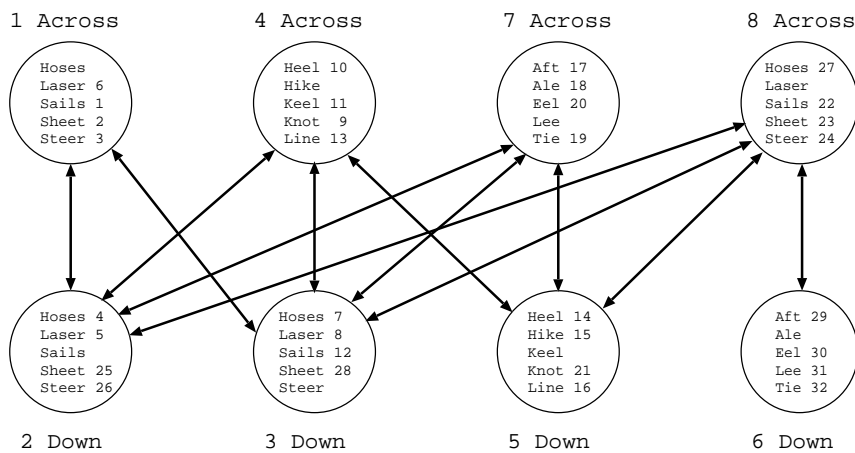 1 Across
4 Across
7 Across
8 Across
Hoses
Laser 6
Sails 1
Sheet 2
Steer 3
Heel 10
Hike
Keel 11
Knot 9
Line 13
Aft 17
Ale 18
Eel 20
Lee
Tie 19
Hoses 27
Laser
Sails 22
Sheet 23
Steer 24
Hoses 4
Laser 5
Sails
Sheet 25
Steer 26
Hoses 7
Laser 8
Sails 12
Sheet 28
Steer
Heel 14
Hike 15
Keel
Knot 21
Line 16
Aft 29
Ale
Eel 30
Lee 31
Tie 32
2 Down
3 Down
5 Down
6 Down